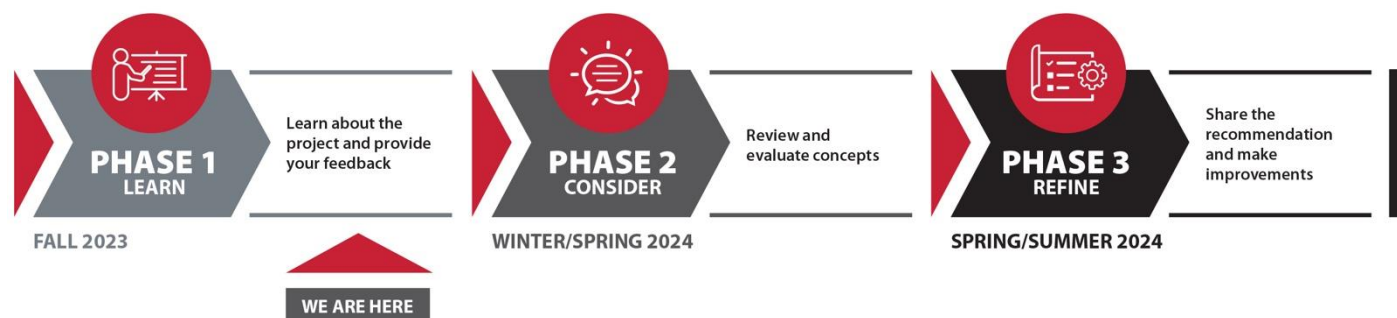 PHASE 1
LEARN
Learn about the
project and provide
your feedback
FALL 2023
WE ARE HERE
PHASE 2
CONSIDER
Review and
evaluate concepts
WINTER/SPRING 2024
PHASE 3
REFINE
Share the
recommendation
and make
improvements
SPRING/SUMMER 2024